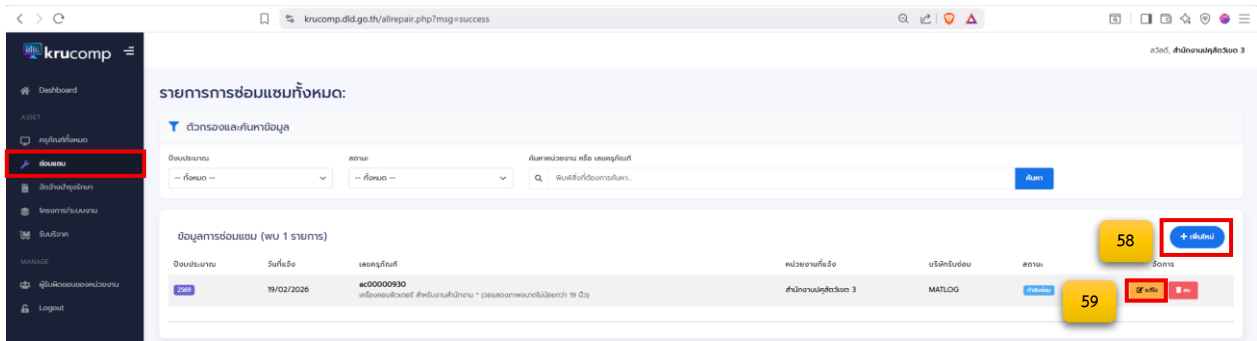 krucomp.dld.go.th/allrepair.php?msg=success
krucomp
สวัสดี, สำนักงานปศุสัตว์เขต 3
Dashboard
ASSET
ครุภัณฑ์ทั้งหมด
ซ่อมแซม
จัดจ้างบำรุงรักษา
โครงการ/ระบบงาน
รับบริจาค
MANAGE
ผู้รับผิดชอบของหน่วยงาน
Logout
รายการการซ่อมแซมทั้งหมด:
ตัวกรองและค้นหาข้อมูล
ปีงบประมาณ สถานะ ค้นหาหน่วยงาน หรือ เลขครุภัณฑ์
-- ทั้งหมด -- -- ทั้งหมด -- พิมพ์สิ่งที่ต้องการค้นหา... ค้นหา
ข้อมูลการซ่อมแซม (พบ 1 รายการ) 58 + เพิ่มใหม่
ปีงบประมาณ วันที่แจ้ง เลขครุภัณฑ์ หน่วยงานที่แจ้ง บริษัทรับซ่อม สถานะ จัดการ
2569 19/02/2026 ac00000930 สำนักงานปศุสัตว์เขต 3 MATLOG กำลังซ่อม แก้ไข ลบ
เครื่องคอมพิวเตอร์ สำหรับงานสำนักงาน * (จอแสดงภาพขนาดไม่น้อยกว่า 19 นิ้ว)
59